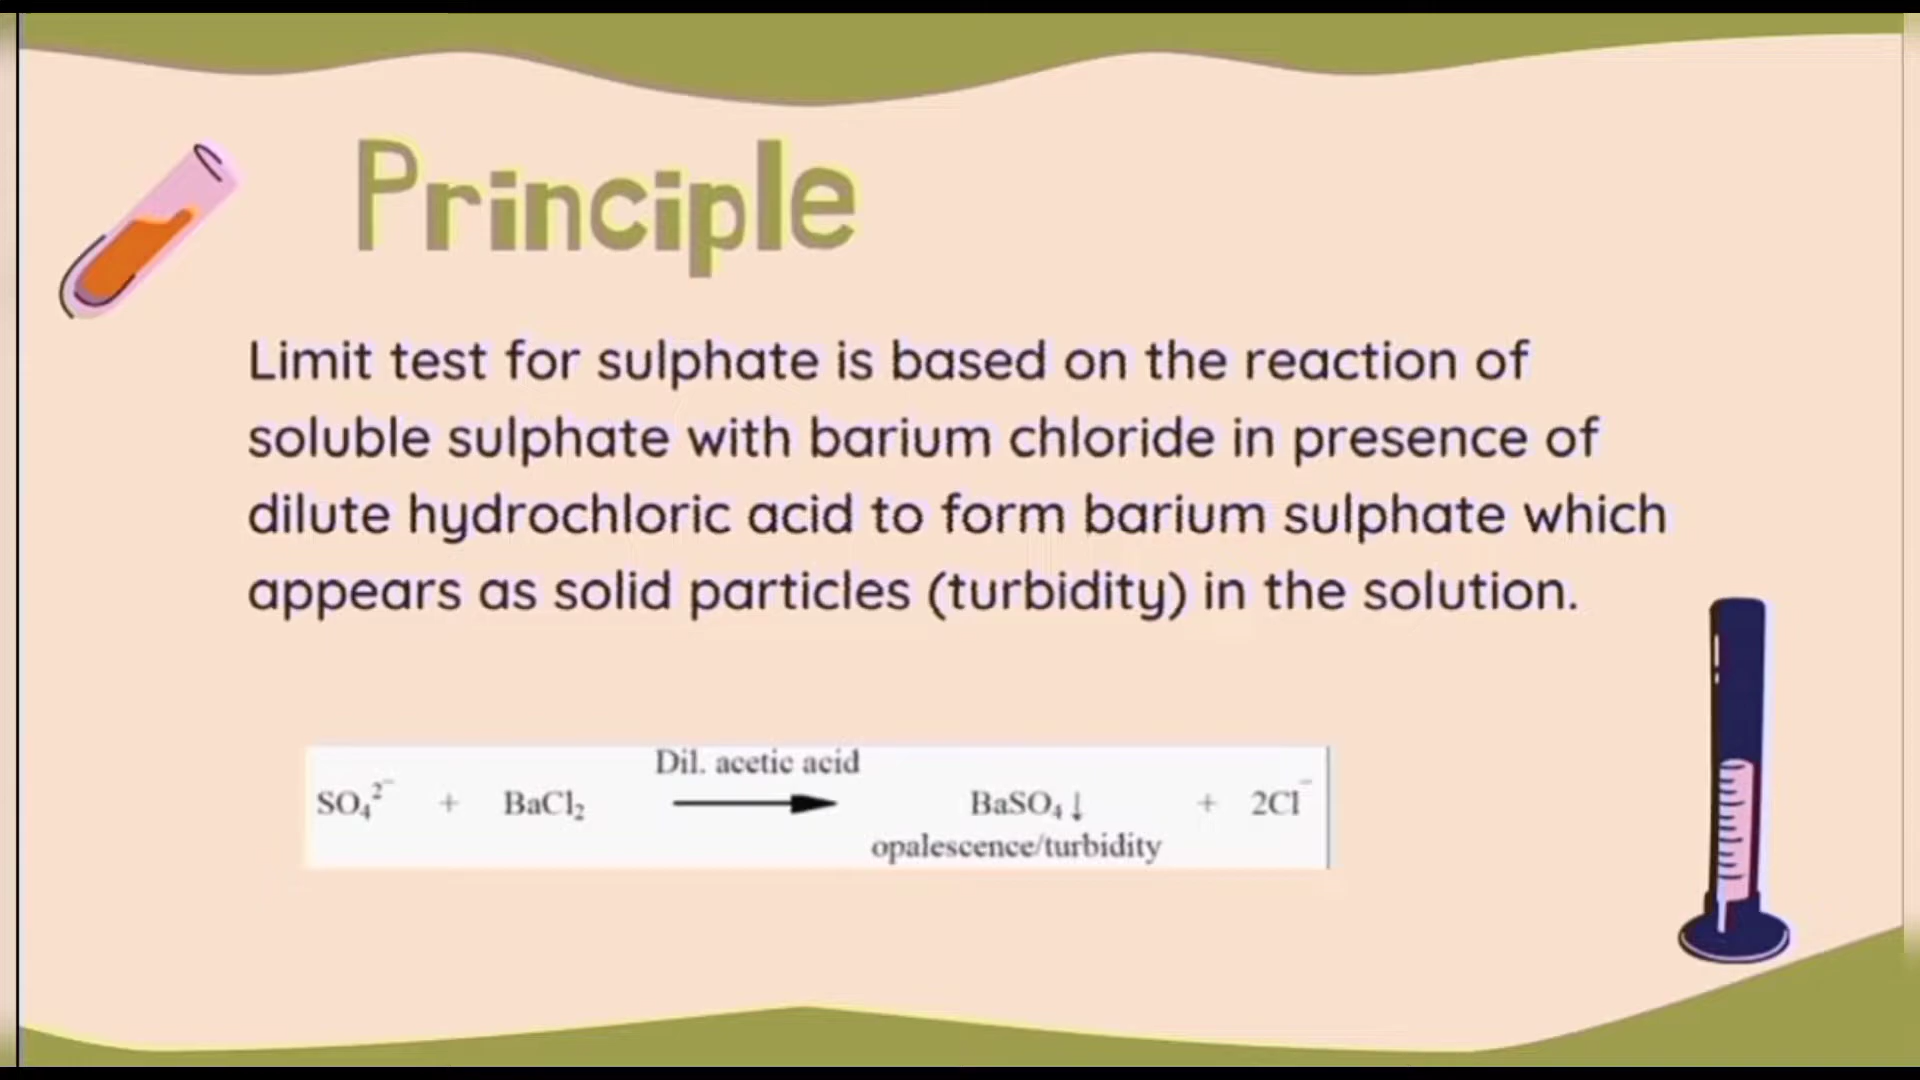 Principle
Limit test for sulphate is based on the reaction of
soluble sulphate with barium chloride in presence of
dilute hydrochloric acid to form barium sulphate which
appears as solid particles (turbidity) in the solution.
Dil. acetic acid
SO₄²⁻ + BaCl₂ → BaSO₄↓ + 2Cl⁻
opalescence/turbidity